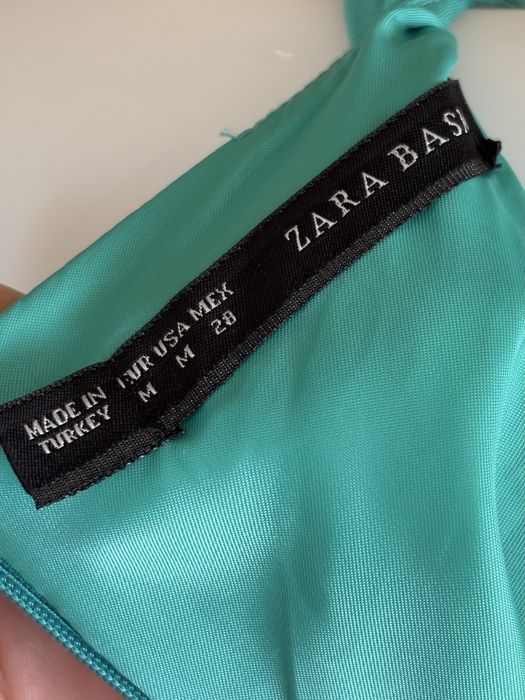 ZARA BASI
EUR USA MEX
M M 28
MADE IN
TURKEY